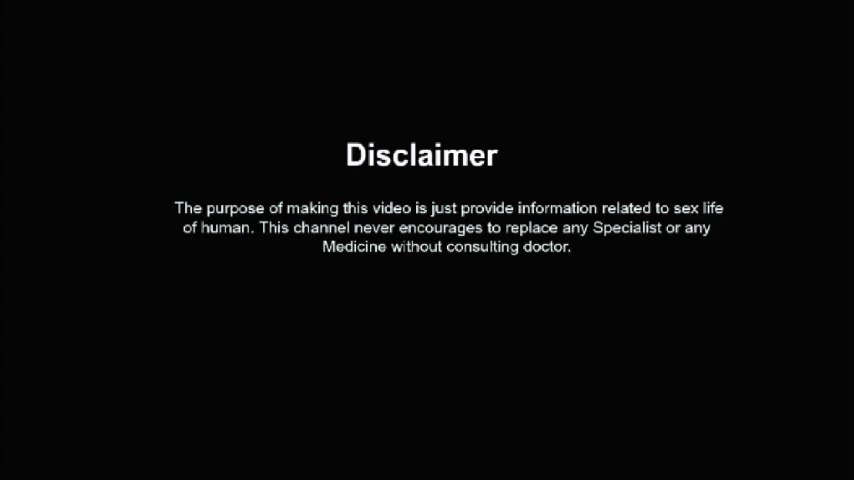 Disclaimer
The purpose of making this video is just provide information related to sex life
of human. This channel never encourages to replace any Specialist or any
Medicine without consulting doctor.